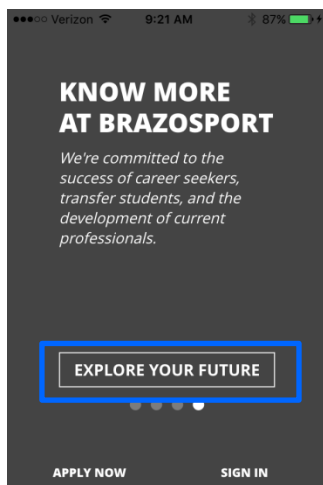 Verizon 9:21 AM 87%
KNOW MORE
AT BRAZOSPORT
We're committed to the
success of career seekers,
transfer students, and the
development of current
professionals.
EXPLORE YOUR FUTURE
APPLY NOW SIGN IN